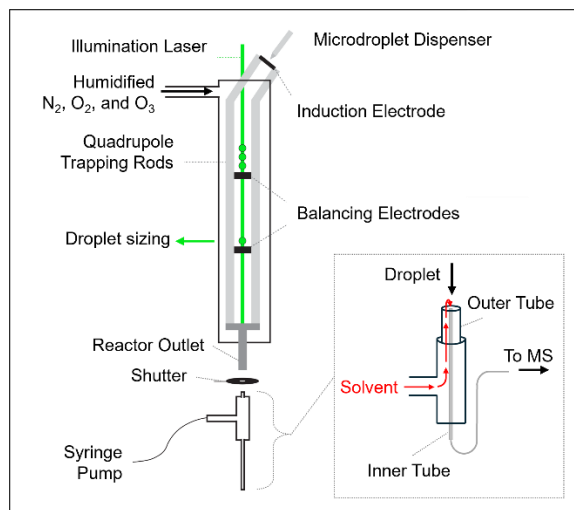 Illumination Laser
Microdroplet Dispenser
Humidified
N₂, O₂, and O₃
Induction Electrode
Quadrupole
Trapping Rods
Balancing Electrodes
Droplet sizing
Droplet
Outer Tube
Reactor Outlet
To MS
Shutter
Solvent
Syringe
Pump
Inner Tube